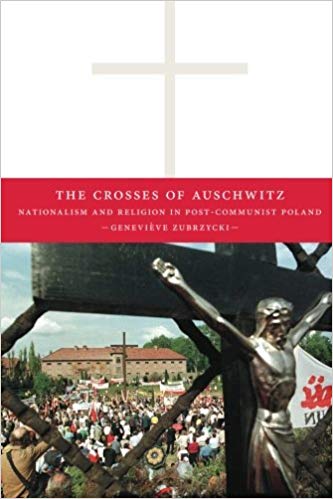 THE CROSSES OF AUSCHWITZ
NATIONALISM AND RELIGION IN POST-COMMUNIST POLAND
—GENEVIÈVE ZUBRZYCKI—